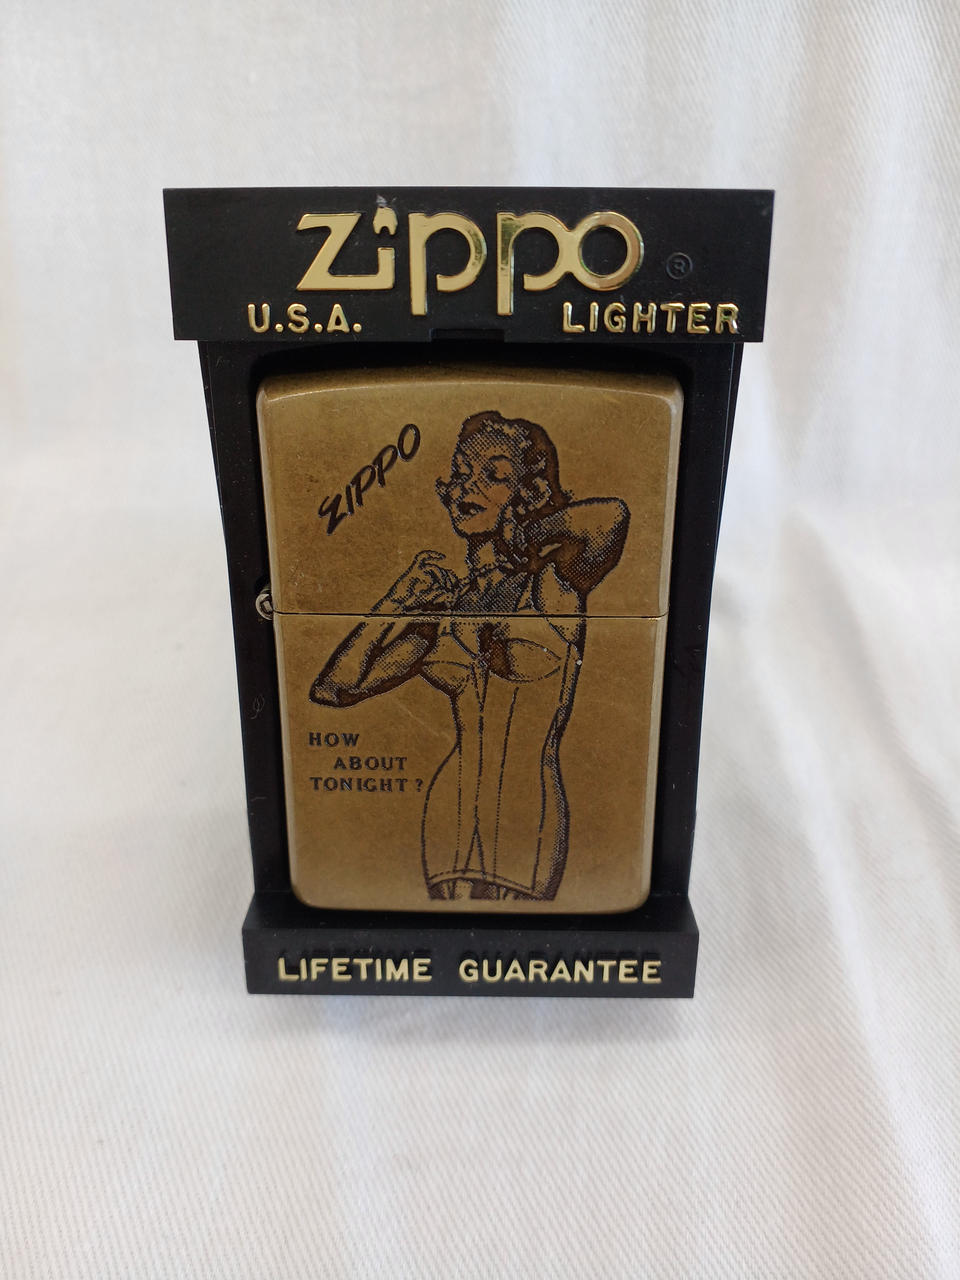 Zippo ®
U.S.A. LIGHTER
ZIPPO
HOW
ABOUT
TONIGHT?
LIFETIME GUARANTEE